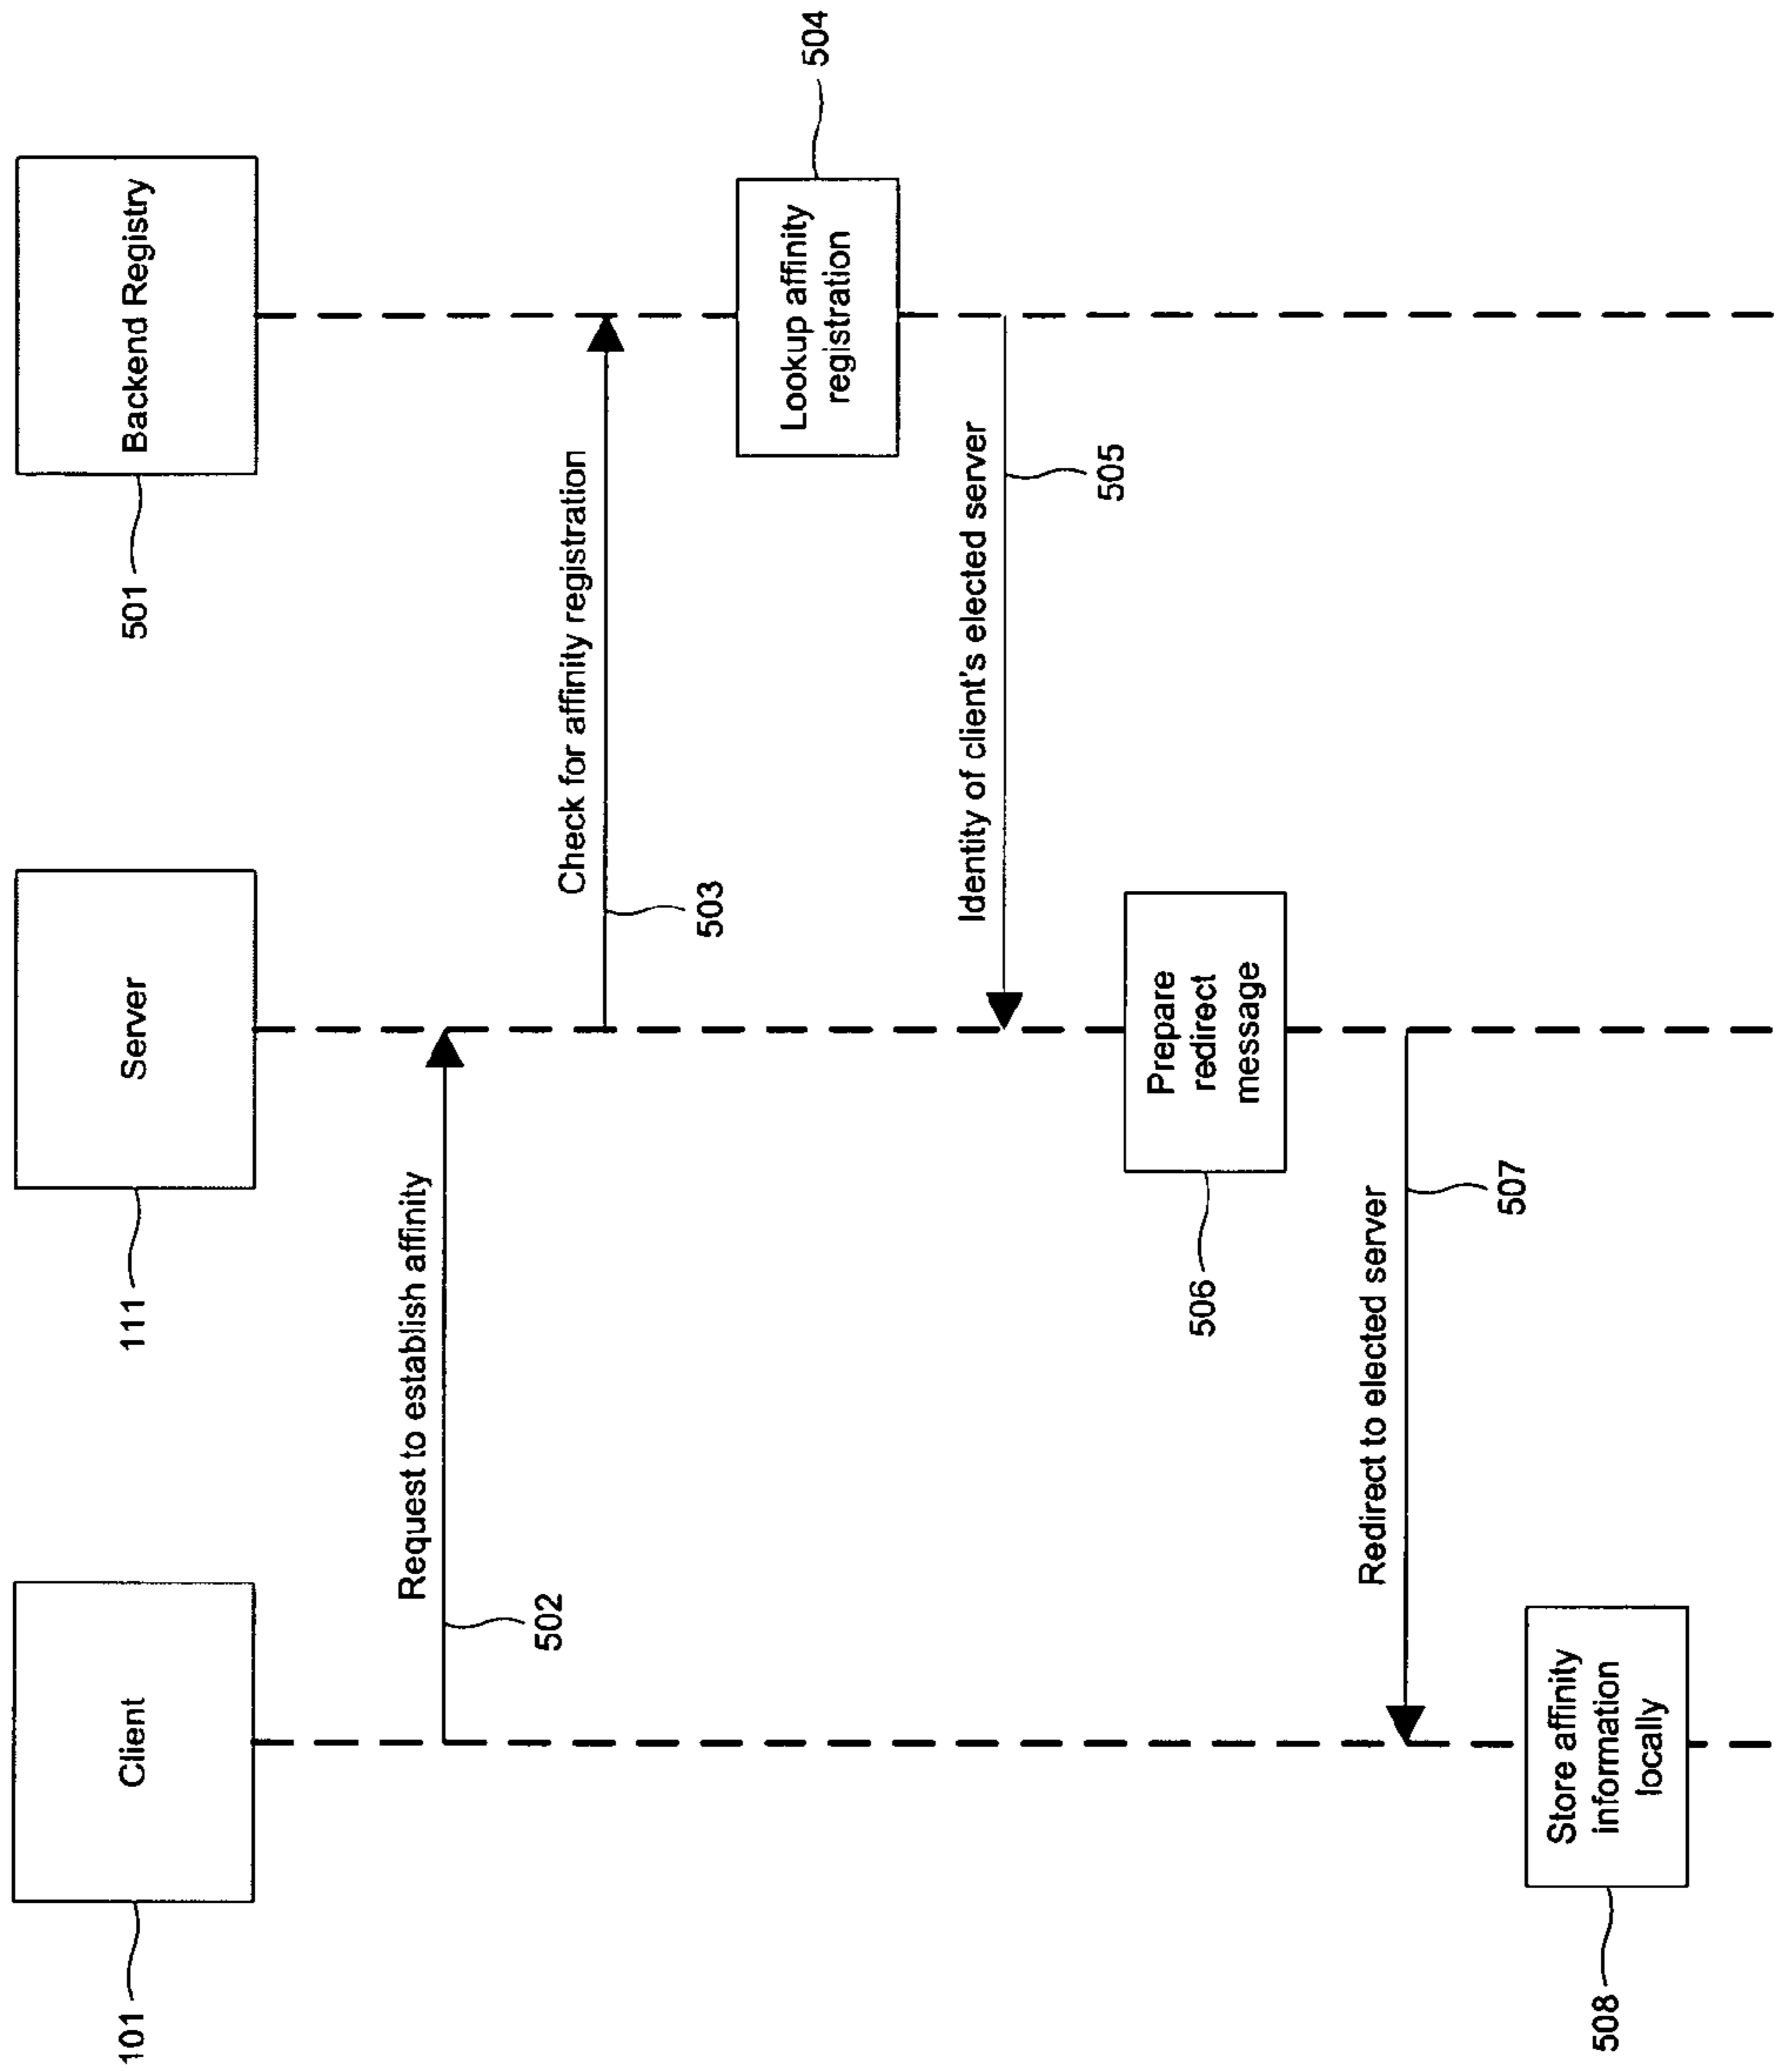 Client
101
Server
111
Backend Registry
501
Request to establish affinity
502
Check for affinity registration
503
Lookup affinity
registration
504
Identity of client's elected server
505
Prepare
redirect
message
506
Redirect to elected server
507
Store affinity
information
locally
508